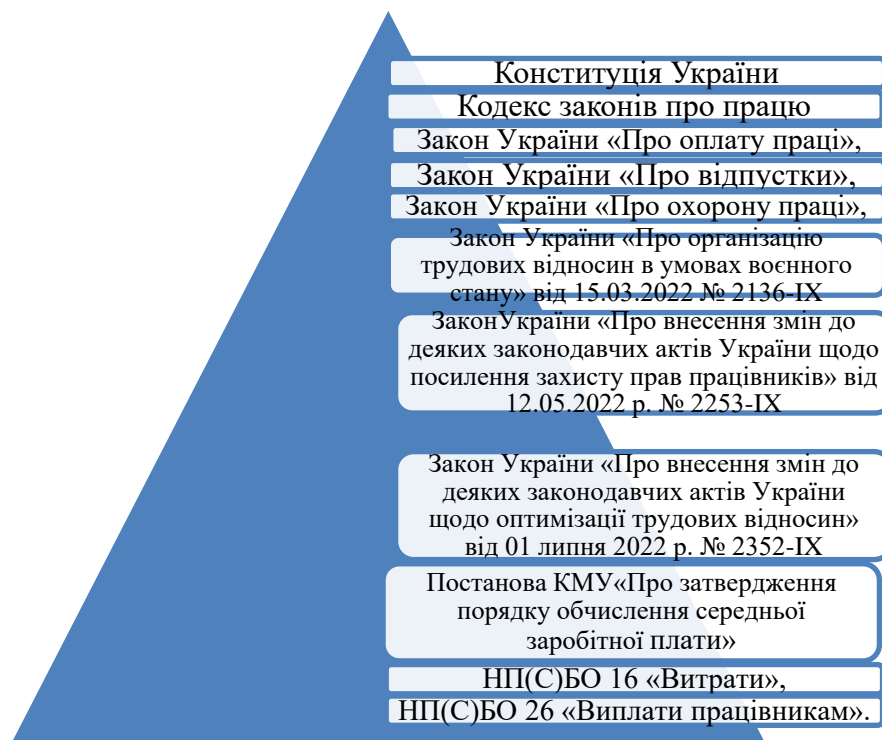 Конституція України
Кодекс законів про працю
Закон України «Про оплату праці»,
Закон України «Про відпустки»,
Закон України «Про охорону праці»,
Закон України «Про організацію
трудових відносин в умовах воєнного
стану» від 15.03.2022 № 2136-IX
ЗаконУкраїни «Про внесення змін до
деяких законодавчих актів України щодо
посилення захисту прав працівників» від
12.05.2022 р. № 2253-IX
Закон України «Про внесення змін до
деяких законодавчих актів України
щодо оптимізації трудових відносин»
від 01 липня 2022 р. № 2352-IX
Постанова КМУ«Про затвердження
порядку обчислення середньої
заробітної плати»
НП(С)БО 16 «Витрати»,
НП(С)БО 26 «Виплати працівникам».